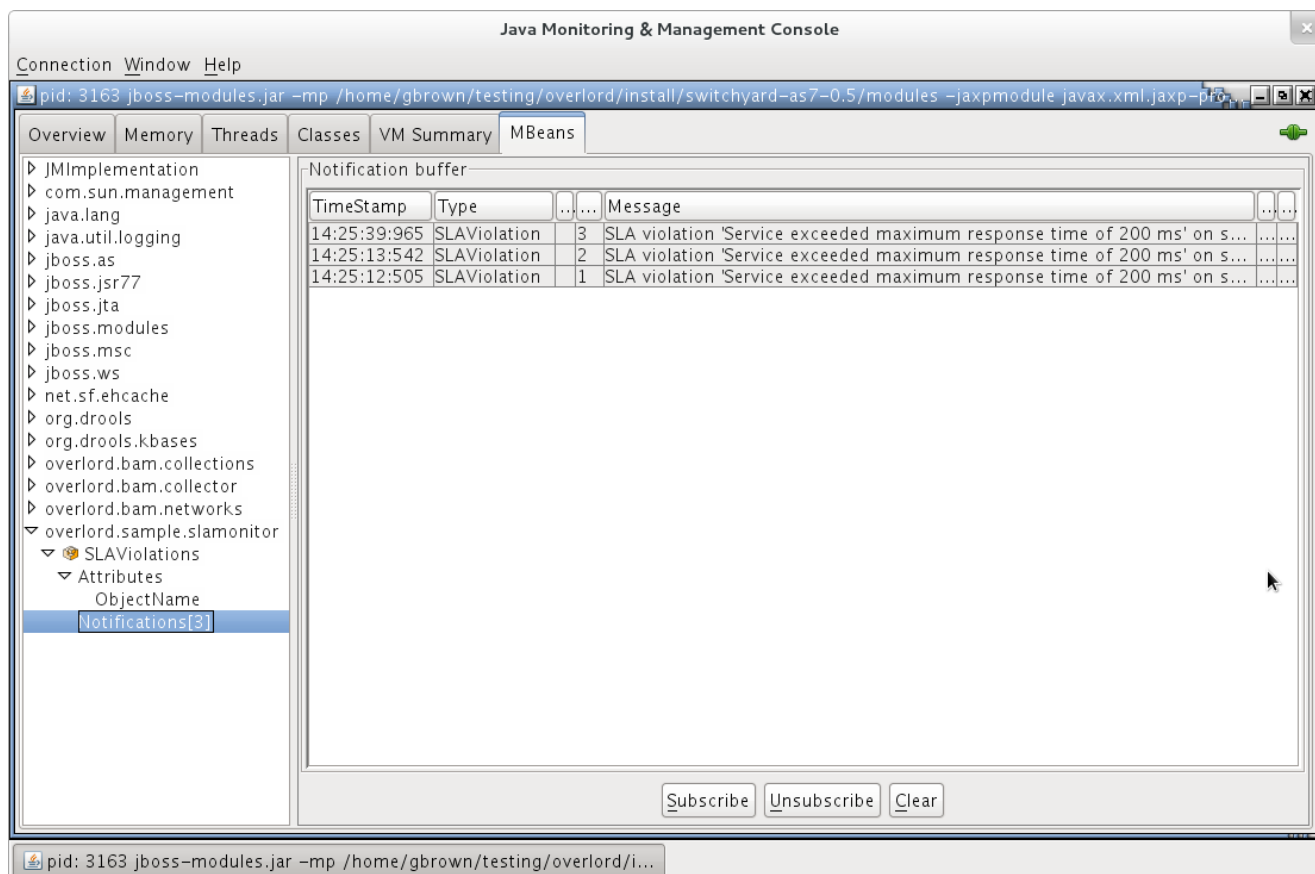 Java Monitoring & Management Console
Connection Window Help
pid: 3163 jboss-modules.jar -mp /home/gbrown/testing/overlord/install/switchyard-as7-0.5/modules -jaxpmodule javax.xml.jaxp-pro...
Overview Memory Threads Classes VM Summary MBeans
JMImplementation
com.sun.management
java.lang
java.util.logging
jboss.as
jboss.jsr77
jboss.jta
jboss.modules
jboss.msc
jboss.ws
net.sf.ehcache
org.drools
org.drools.kbases
overlord.bam.collections
overlord.bam.collector
overlord.bam.networks
overlord.sample.slamonitor
SLAViolations
Attributes
ObjectName
Notifications[3]
Notification buffer
TimeStamp Type ... ... Message ... ...
14:25:39:965 SLAViolation 3 SLA violation 'Service exceeded maximum response time of 200 ms' on s... ... ...
14:25:13:542 SLAViolation 2 SLA violation 'Service exceeded maximum response time of 200 ms' on s... ... ...
14:25:12:505 SLAViolation 1 SLA violation 'Service exceeded maximum response time of 200 ms' on s... ... ...
Subscribe Unsubscribe Clear
pid: 3163 jboss-modules.jar -mp /home/gbrown/testing/overlord/i...